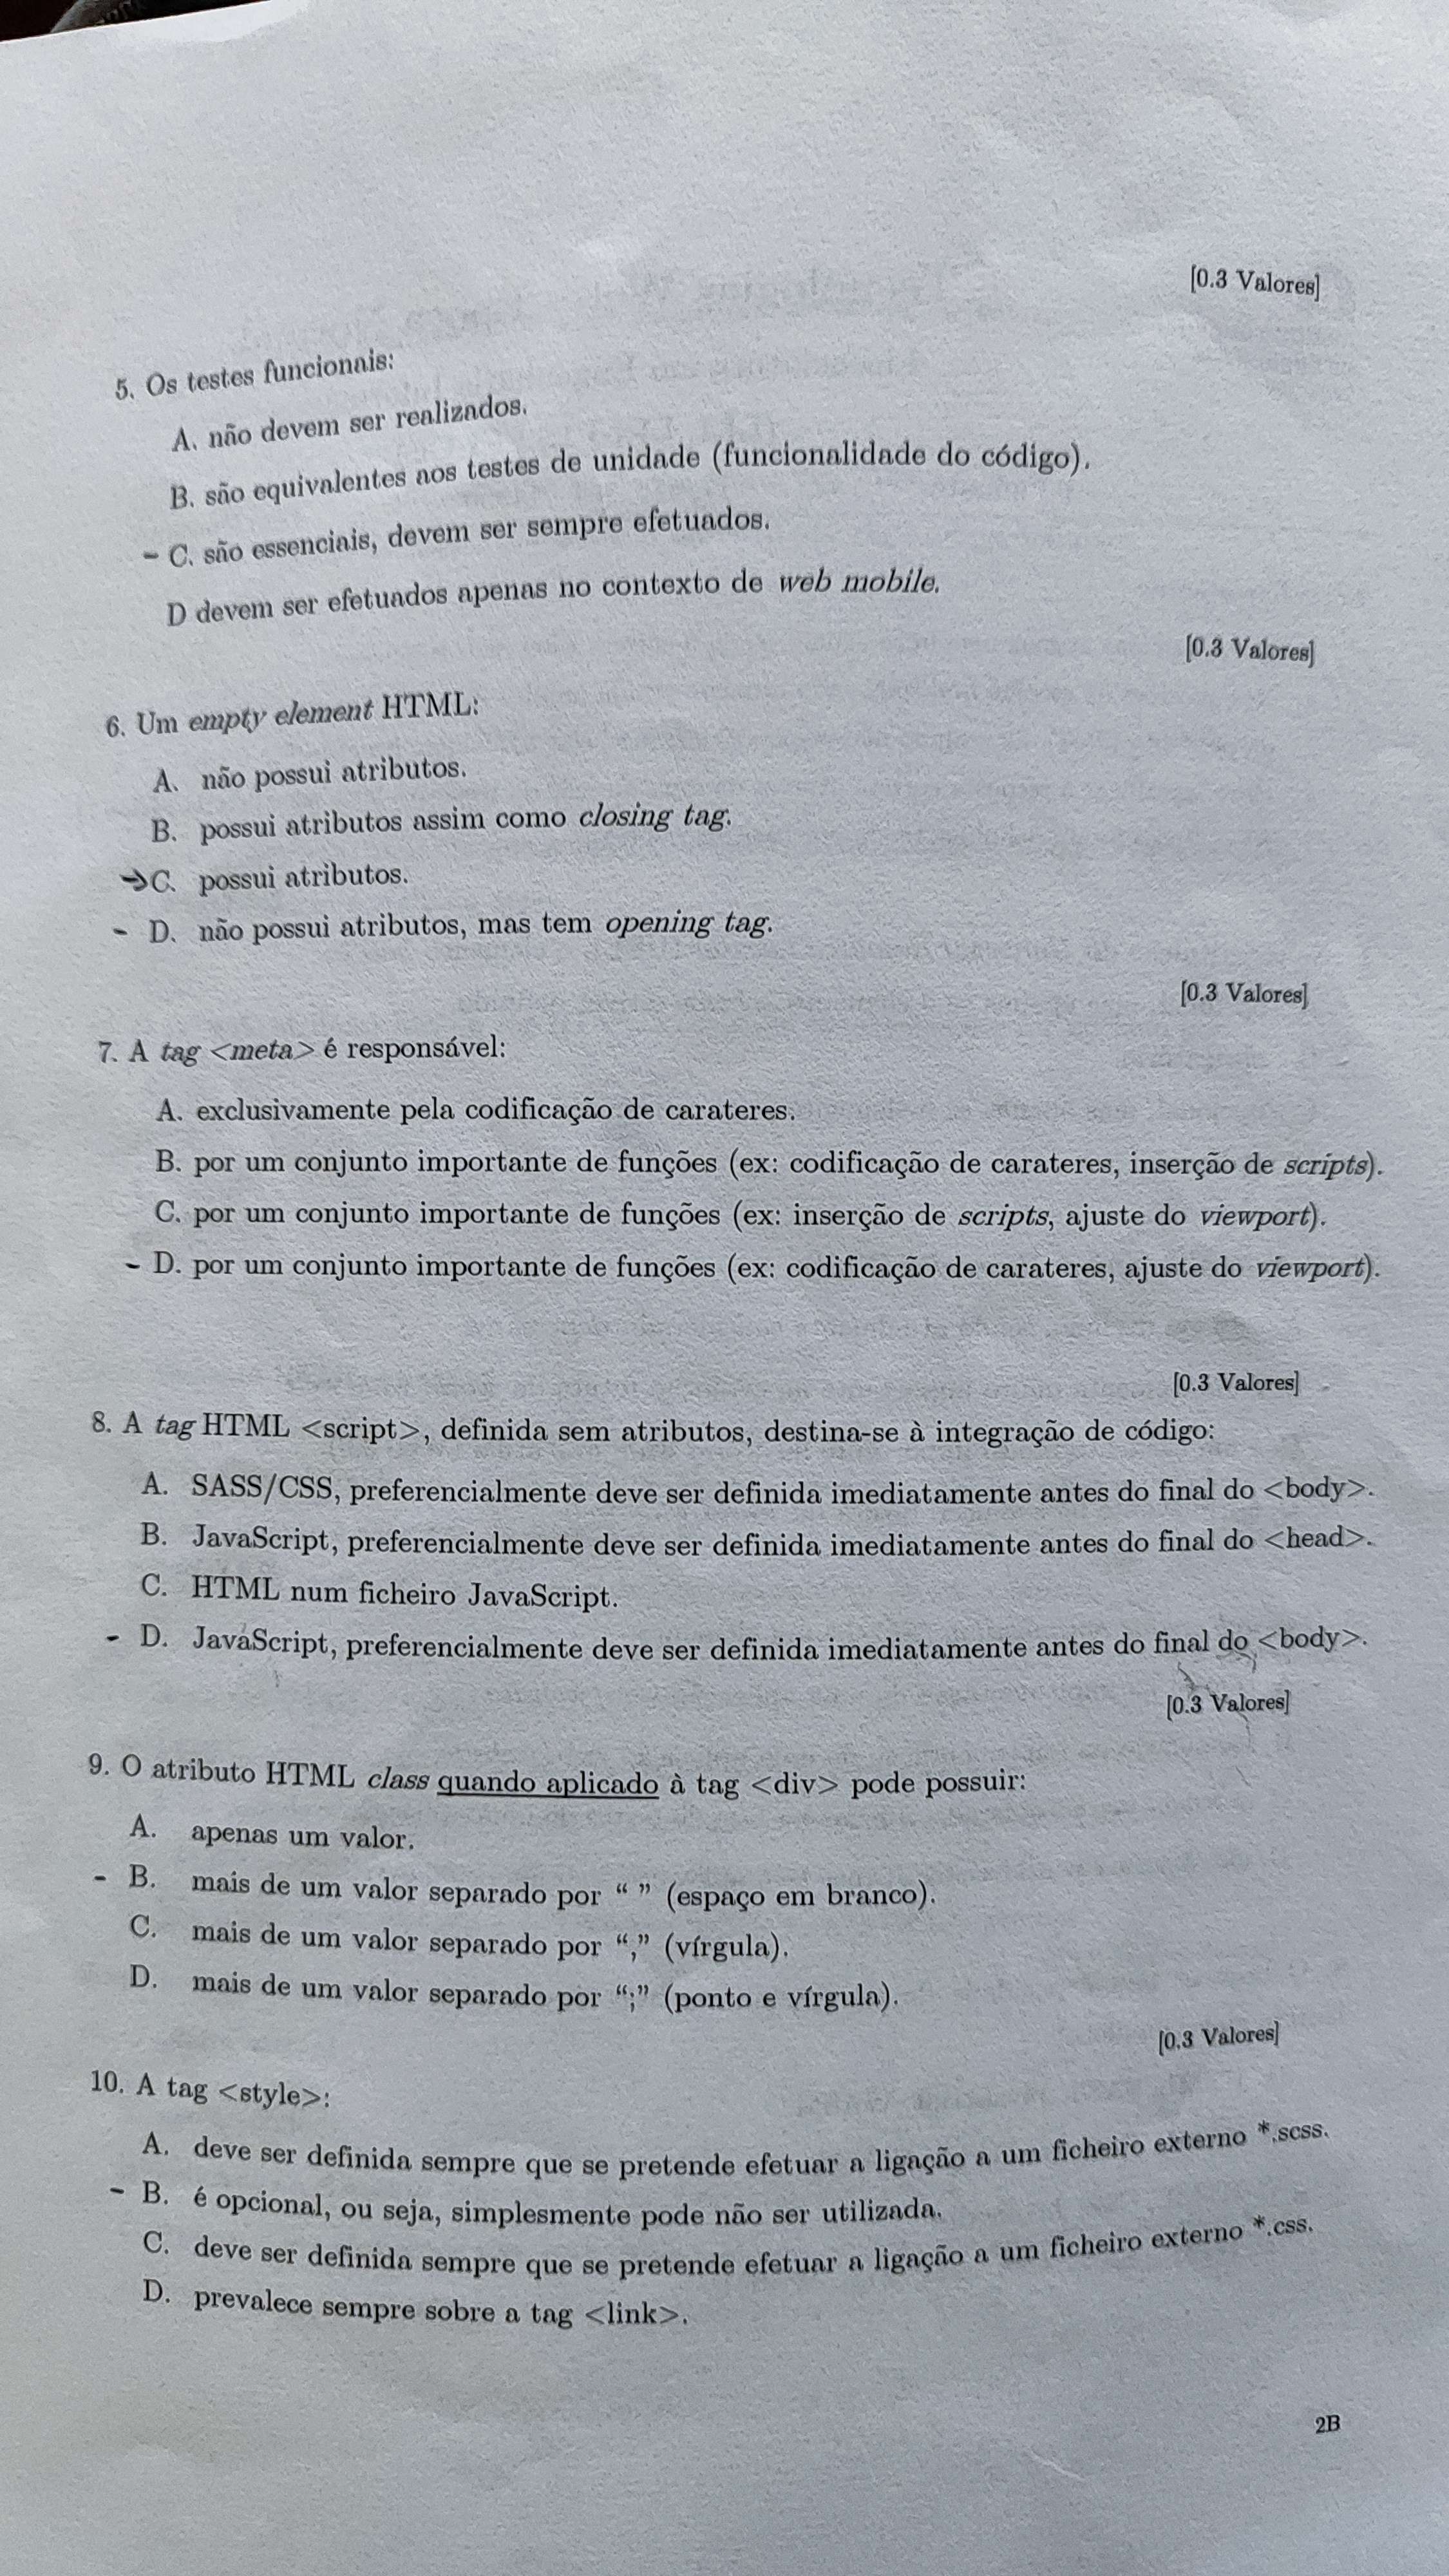 [0.3 Valores]
5. Os testes funcionais:
A. não devem ser realizados.
B. são equivalentes aos testes de unidade (funcionalidade do código).
- C. são essenciais, devem ser sempre efetuados.
D devem ser efetuados apenas no contexto de web mobile.
[0.3 Valores]
6. Um empty element HTML:
A. não possui atributos.
B. possui atributos assim como closing tag.
→ C. possui atributos.
- D. não possui atributos, mas tem opening tag.
[0.3 Valores]
7. A tag <meta> é responsável:
A. exclusivamente pela codificação de carateres.
B. por um conjunto importante de funções (ex: codificação de carateres, inserção de scripts).
C. por um conjunto importante de funções (ex: inserção de scripts, ajuste do viewport).
- D. por um conjunto importante de funções (ex: codificação de carateres, ajuste do viewport).
[0.3 Valores]
8. A tag HTML <script>, definida sem atributos, destina-se à integração de código:
A. SASS/CSS, preferencialmente deve ser definida imediatamente antes do final do <body>.
B. JavaScript, preferencialmente deve ser definida imediatamente antes do final do <head>.
C. HTML num ficheiro JavaScript.
- D. JavaScript, preferencialmente deve ser definida imediatamente antes do final do <body>.
[0.3 Valores]
9. O atributo HTML class quando aplicado à tag <div> pode possuir:
A. apenas um valor.
- B. mais de um valor separado por “ ” (espaço em branco).
C. mais de um valor separado por “,” (vírgula).
D. mais de um valor separado por “;” (ponto e vírgula).
[0.3 Valores]
10. A tag <style>:
A. deve ser definida sempre que se pretende efetuar a ligação a um ficheiro externo *.scss.
- B. é opcional, ou seja, simplesmente pode não ser utilizada.
C. deve ser definida sempre que se pretende efetuar a ligação a um ficheiro externo *.css.
D. prevalece sempre sobre a tag <link>.
2B